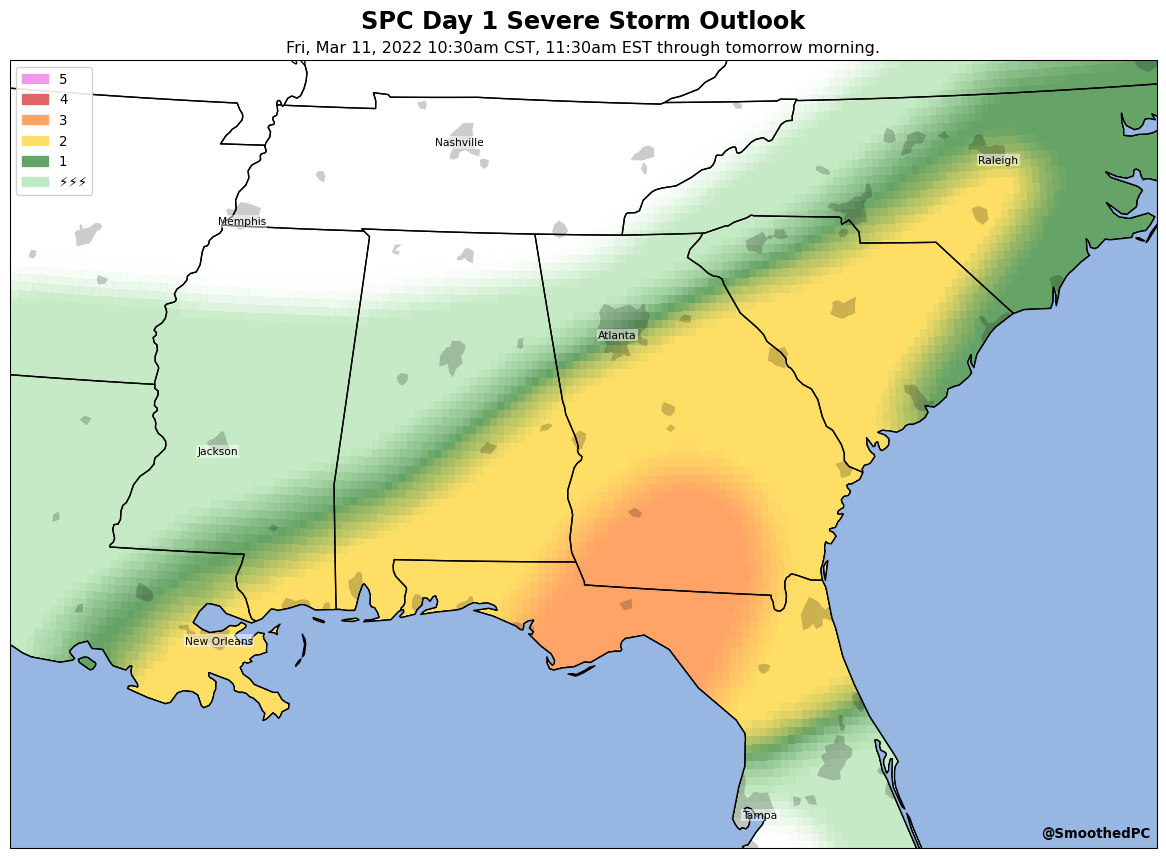 SPC Day 1 Severe Storm Outlook
Fri, Mar 11, 2022 10:30am CST, 11:30am EST through tomorrow morning.
5
4
3
2
1
⚡⚡⚡
Nashville
Raleigh
Memphis
Atlanta
Jackson
New Orleans
Tampa
@SmoothedPC